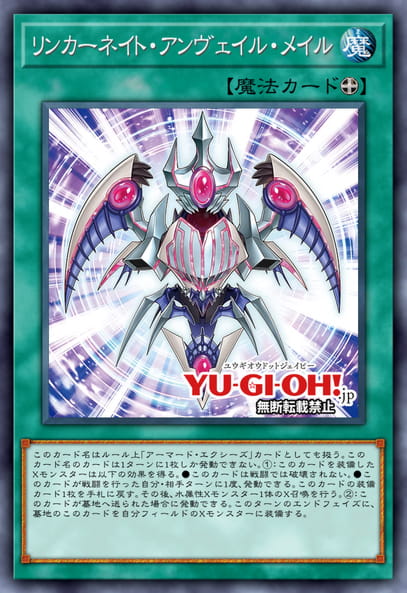 リンカーネイト・アンヴェイル・メイル 魔
【魔法カード】
ユウギオウドットジェイピー
YU-GI-OH!.jp
無断転載禁止
このカード名はルール上「アーマード・エクシーズ」カードとしても扱う。この
カード名のカードは1ターンに1枚しか発動できない。①:このカードを装備した
Xモンスターは以下の効果を得る。●このカードは戦闘では破壊されない。●こ
のカードが戦闘を行った自分・相手ターンに1度、発動できる。このカードの装備
カード1枚を手札に戻す。その後、水属性Xモンスター1体のX召喚を行う。②:こ
のカードが墓地へ送られた場合に発動できる。このターンのエンドフェイズに、
墓地のこのカードを自分フィールドのXモンスターに装備する。